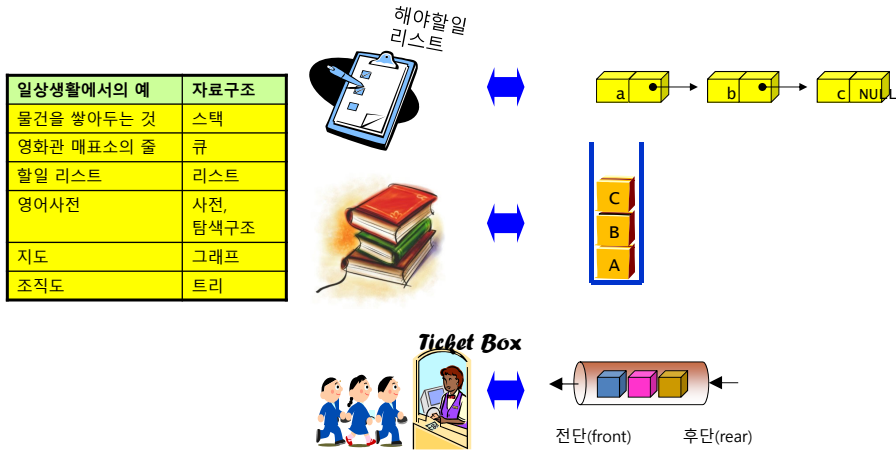 일상생활에서의 예 자료구조
물건을 쌓아두는 것 스택
영화관 매표소의 줄 큐
할일 리스트 리스트
영어사전 사전,
탐색구조
지도 그래프
조직도 트리
해야할일
리스트
a b c NULL
C
B
A
Ticket Box
전단(front) 후단(rear)